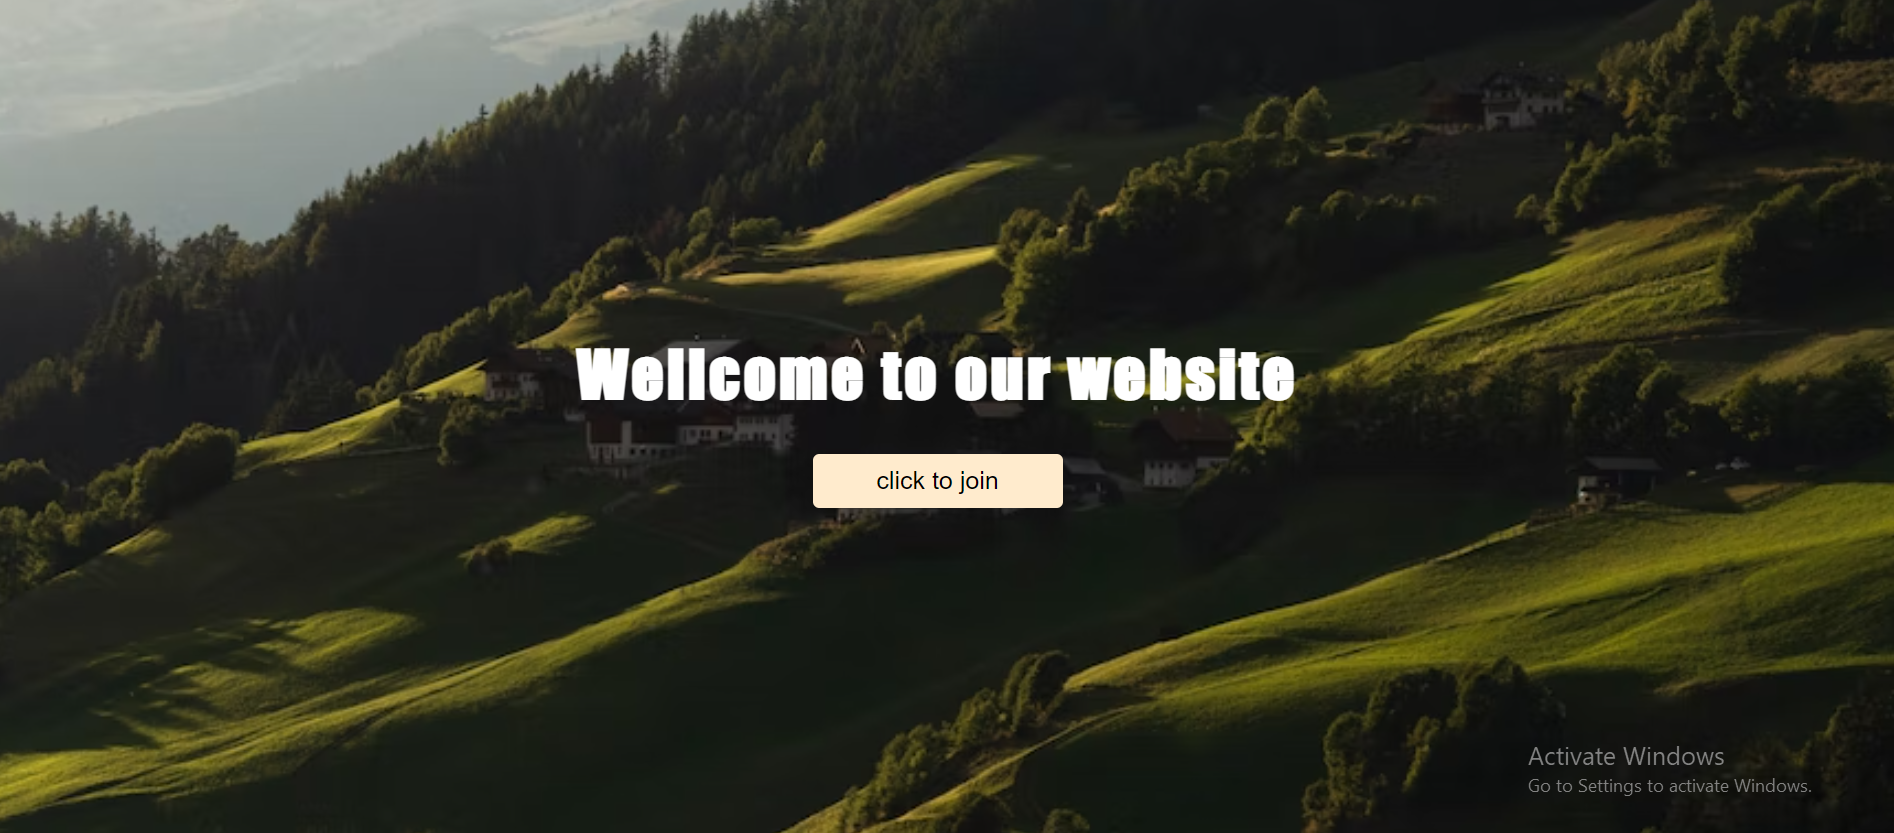 Wellcome to our website
click to join
Activate Windows
Go to Settings to activate Windows.